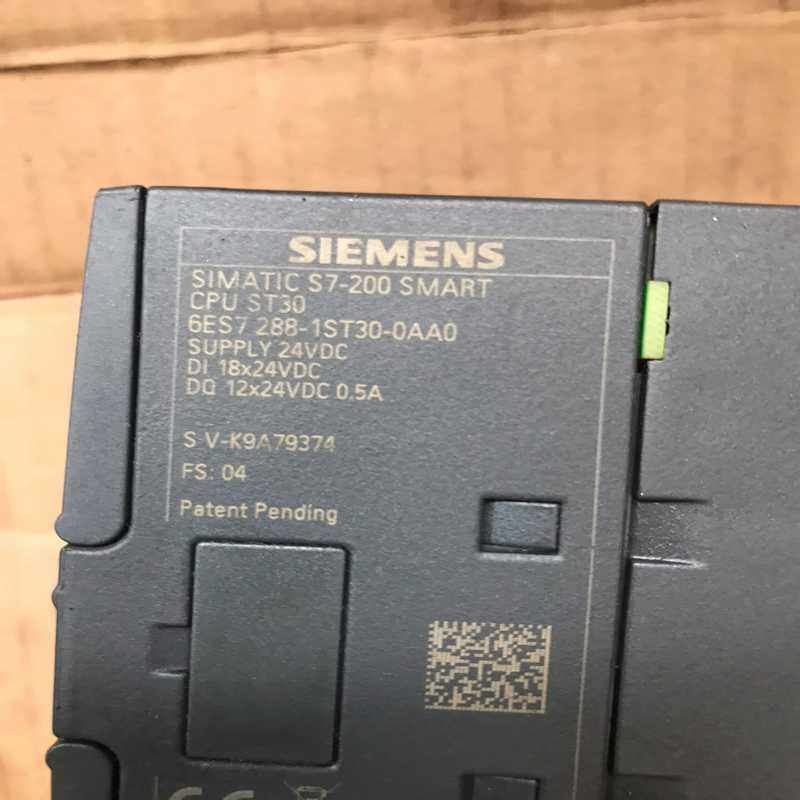 SIEMENS
SIMATIC S7-200 SMART
CPU ST30
6ES7 288-1ST30-0AA0
SUPPLY 24VDC
DI 18x24VDC
DQ 12x24VDC 0.5A
S V-K9A79374
FS: 04
Patent Pending
CE